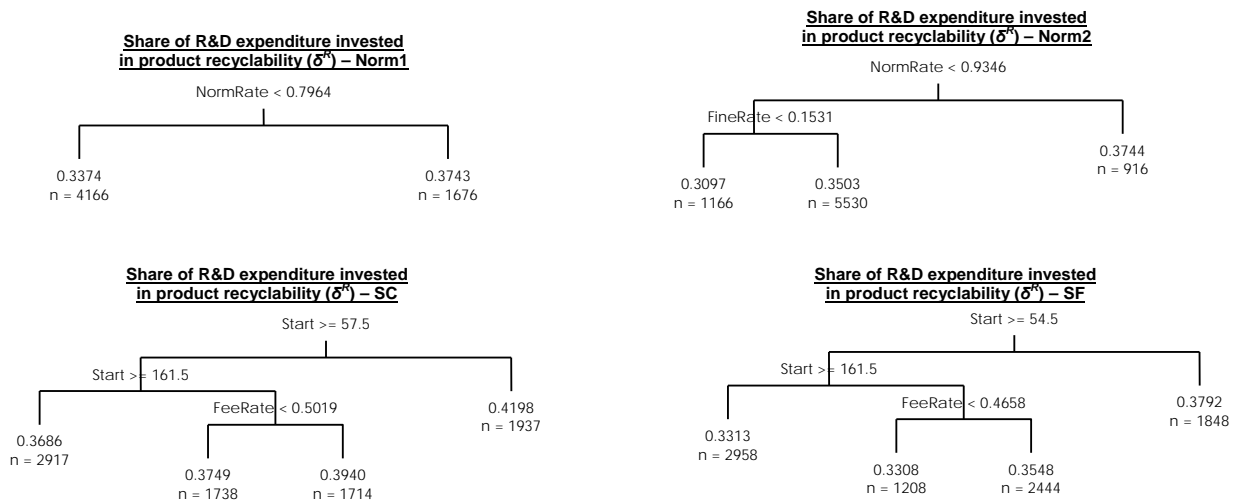 Share of R&D expenditure invested
in product recyclability (δᴿ) – Norm1
NormRate < 0.7964
0.3374
n = 4166
0.3743
n = 1676
Share of R&D expenditure invested
in product recyclability (δᴿ) – Norm2
NormRate < 0.9346
FineRate < 0.1531
0.3097
n = 1166
0.3503
n = 5530
0.3744
n = 916
Share of R&D expenditure invested
in product recyclability (δᴿ) – SC
Start >= 57.5
Start >= 161.5
FeeRate < 0.5019
0.3686
n = 2917
0.3749
n = 1738
0.3940
n = 1714
0.4198
n = 1937
Share of R&D expenditure invested
in product recyclability (δᴿ) – SF
Start >= 54.5
Start >= 161.5
FeeRate < 0.4658
0.3313
n = 2958
0.3308
n = 1208
0.3548
n = 2444
0.3792
n = 1848